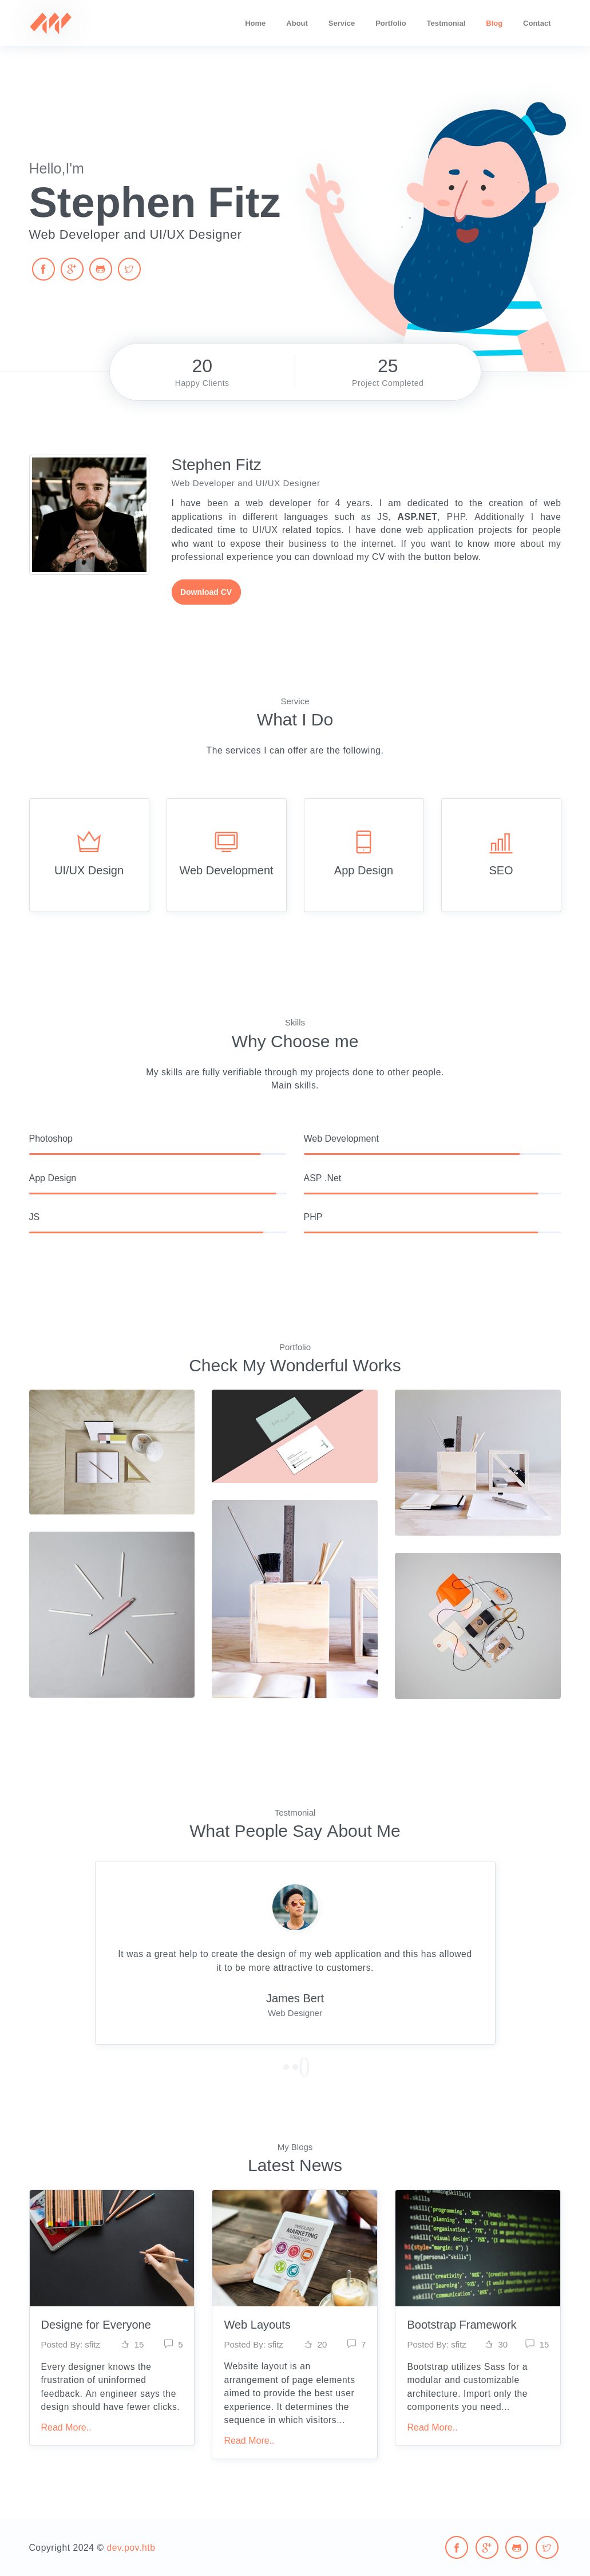 Home About Service Portfolio Testmonial Blog Contact
Hello,I'm
Stephen Fitz
Web Developer and UI/UX Designer
20
Happy Clients
25
Project Completed
Stephen Fitz
Web Developer and UI/UX Designer
I have been a web developer for 4 years. I am dedicated to the creation of web
applications in different languages such as JS, ASP.NET, PHP. Additionally I have
dedicated time to UI/UX related topics. I have done web application projects for people
who want to expose their business to the internet. If you want to know more about my
professional experience you can download my CV with the button below.
Download CV
Service
What I Do
The services I can offer are the following.
UI/UX Design
Web Development
App Design
SEO
Skills
Why Choose me
My skills are fully verifiable through my projects done to other people.
Main skills.
Photoshop
Web Development
App Design
ASP .Net
JS
PHP
Portfolio
Check My Wonderful Works
Testmonial
What People Say About Me
It was a great help to create the design of my web application and this has allowed
it to be more attractive to customers.
James Bert
Web Designer
My Blogs
Latest News
INBOUND
MARKETING
STRATEGY
Designe for Everyone
Posted By: sfitz 15 5
Every designer knows the
frustration of uninformed
feedback. An engineer says the
design should have fewer clicks.
Read More..
Web Layouts
Posted By: sfitz 20 7
Website layout is an
arrangement of page elements
aimed to provide the best user
experience. It determines the
sequence in which visitors...
Read More..
Bootstrap Framework
Posted By: sfitz 30 15
Bootstrap utilizes Sass for a
modular and customizable
architecture. Import only the
components you need...
Read More..
Copyright 2024 © dev.pov.htb